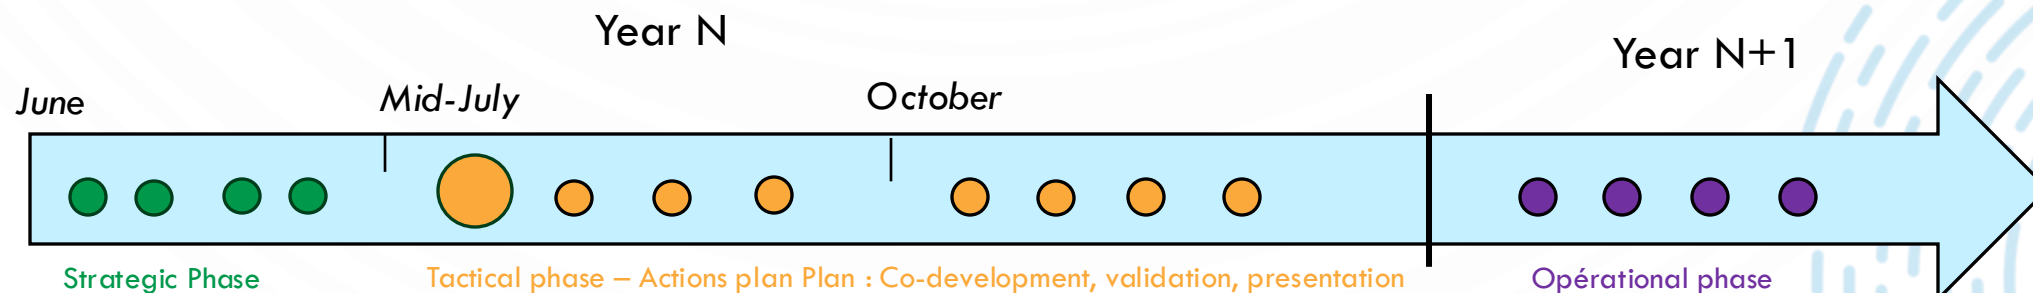 Year N
Year N+1
June
Mid-July
October
Strategic Phase
Tactical phase – Actions plan Plan : Co-development, validation, presentation
Opérational phase